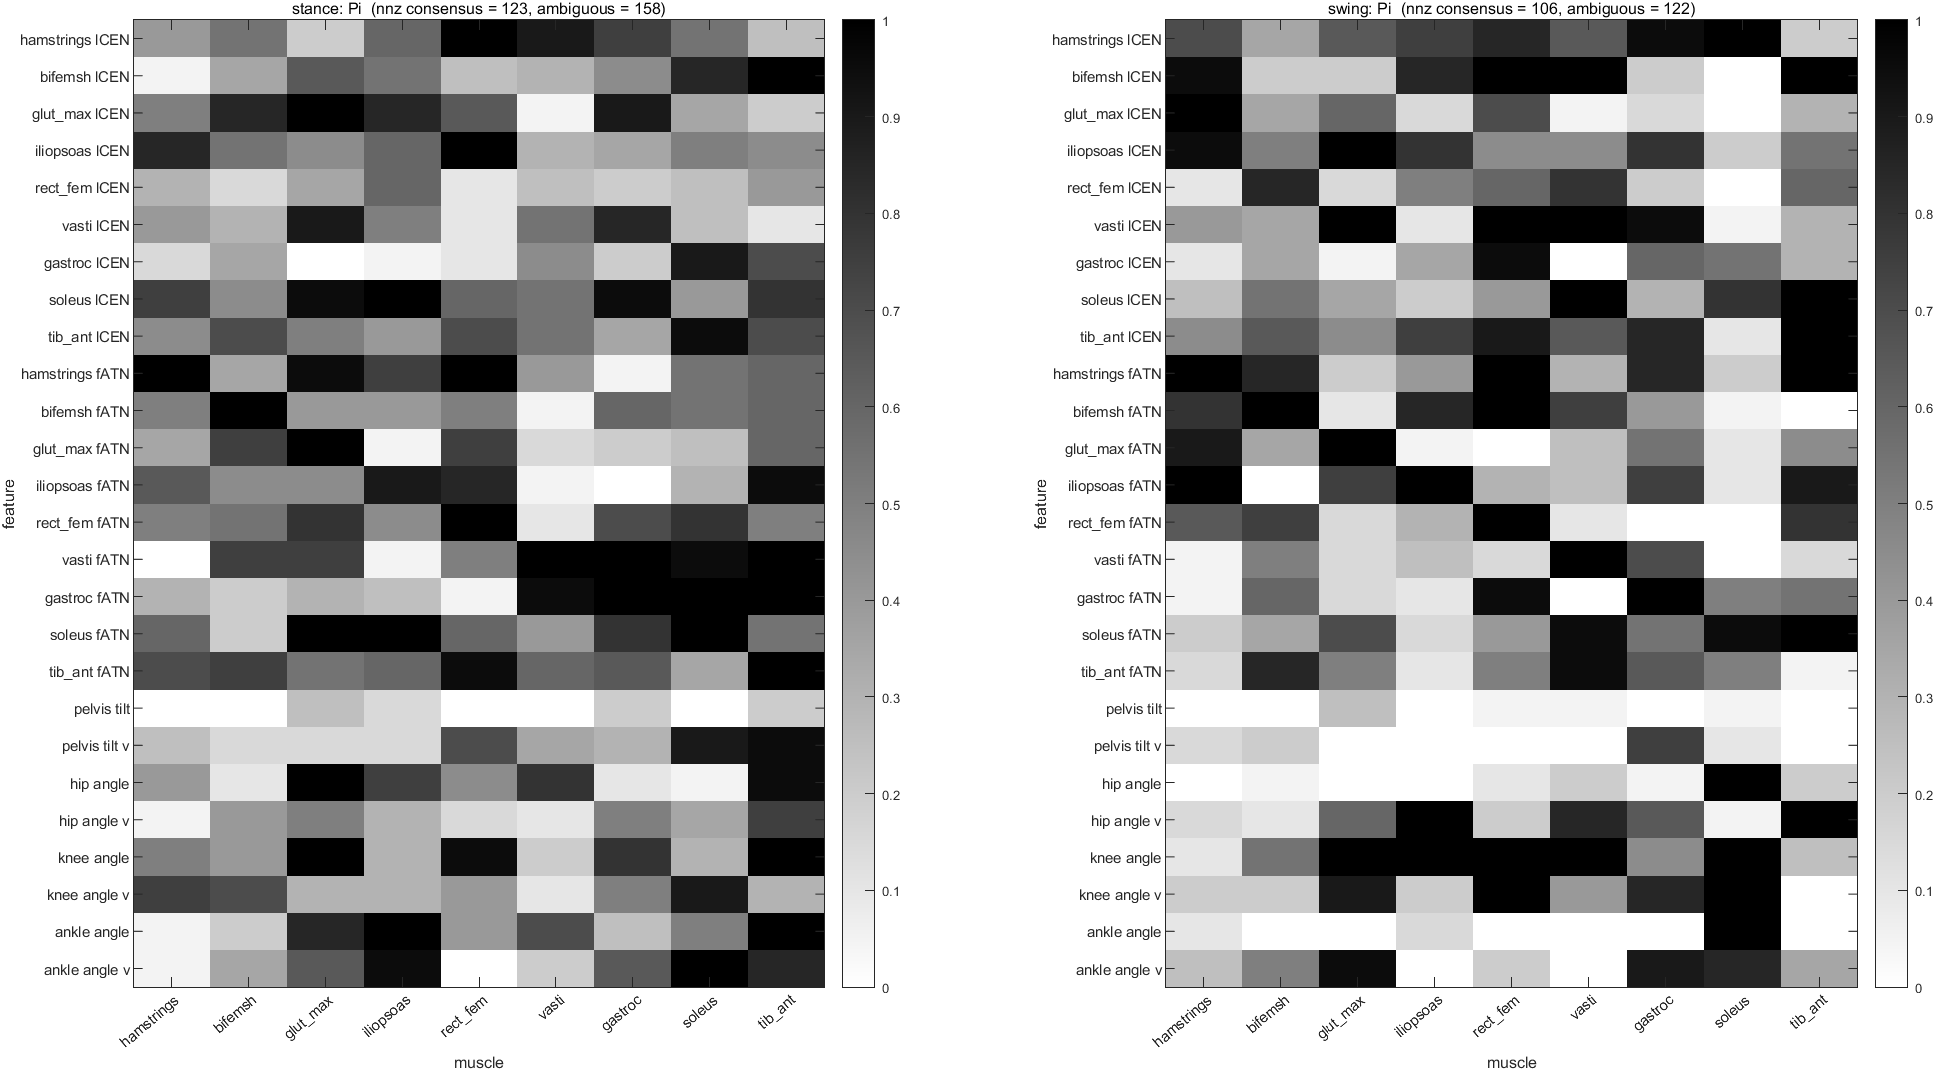 stance: Pi (nnz consensus = 123, ambiguous = 158)
hamstrings lCEN
bifemsh lCEN
glut_max lCEN
iliopsoas lCEN
rect_fem lCEN
vasti lCEN
gastroc lCEN
soleus lCEN
tib_ant lCEN
hamstrings fATN
bifemsh fATN
glut_max fATN
iliopsoas fATN
rect_fem fATN
vasti fATN
gastroc fATN
soleus fATN
tib_ant fATN
pelvis tilt
pelvis tilt v
hip angle
hip angle v
knee angle
knee angle v
ankle angle
ankle angle v
feature
hamstrings
bifemsh
glut_max
iliopsoas
rect_fem
vasti
gastroc
soleus
tib_ant
muscle
1
0.9
0.8
0.7
0.6
0.5
0.4
0.3
0.2
0.1
0
swing: Pi (nnz consensus = 106, ambiguous = 122)
hamstrings lCEN
bifemsh lCEN
glut_max lCEN
iliopsoas lCEN
rect_fem lCEN
vasti lCEN
gastroc lCEN
soleus lCEN
tib_ant lCEN
hamstrings fATN
bifemsh fATN
glut_max fATN
iliopsoas fATN
rect_fem fATN
vasti fATN
gastroc fATN
soleus fATN
tib_ant fATN
pelvis tilt
pelvis tilt v
hip angle
hip angle v
knee angle
knee angle v
ankle angle
ankle angle v
feature
hamstrings
bifemsh
glut_max
iliopsoas
rect_fem
vasti
gastroc
soleus
tib_ant
muscle
1
0.9
0.8
0.7
0.6
0.5
0.4
0.3
0.2
0.1
0